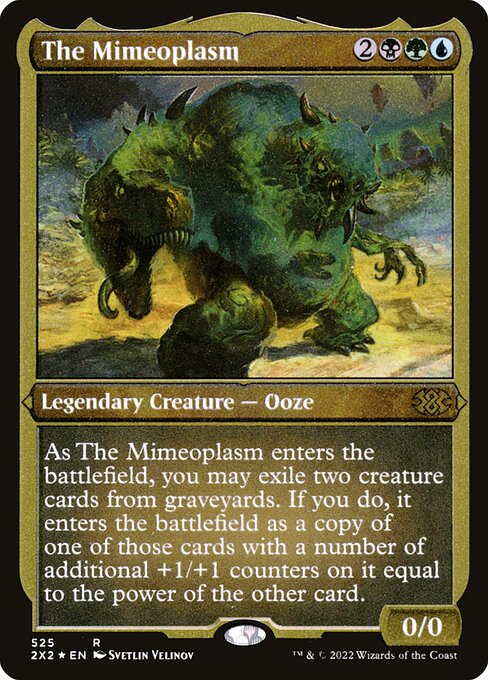 The Mimeoplasm 2
Legendary Creature — Ooze
As The Mimeoplasm enters the
battlefield, you may exile two creature
cards from graveyards. If you do, it
enters the battlefield as a copy of
one of those cards with a number of
additional +1/+1 counters on it equal
to the power of the other card.
0/0
525 R
2X2 ★ EN Svetlin Velinov
™ & © 2022 Wizards of the Coast